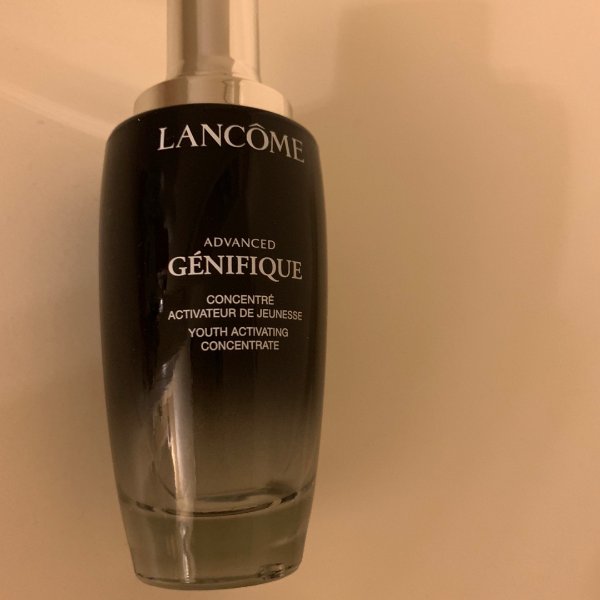 LANCÔME
ADVANCED
GÉNIFIQUE
CONCENTRÉ
ACTIVATEUR DE JEUNESSE
YOUTH ACTIVATING
CONCENTRATE